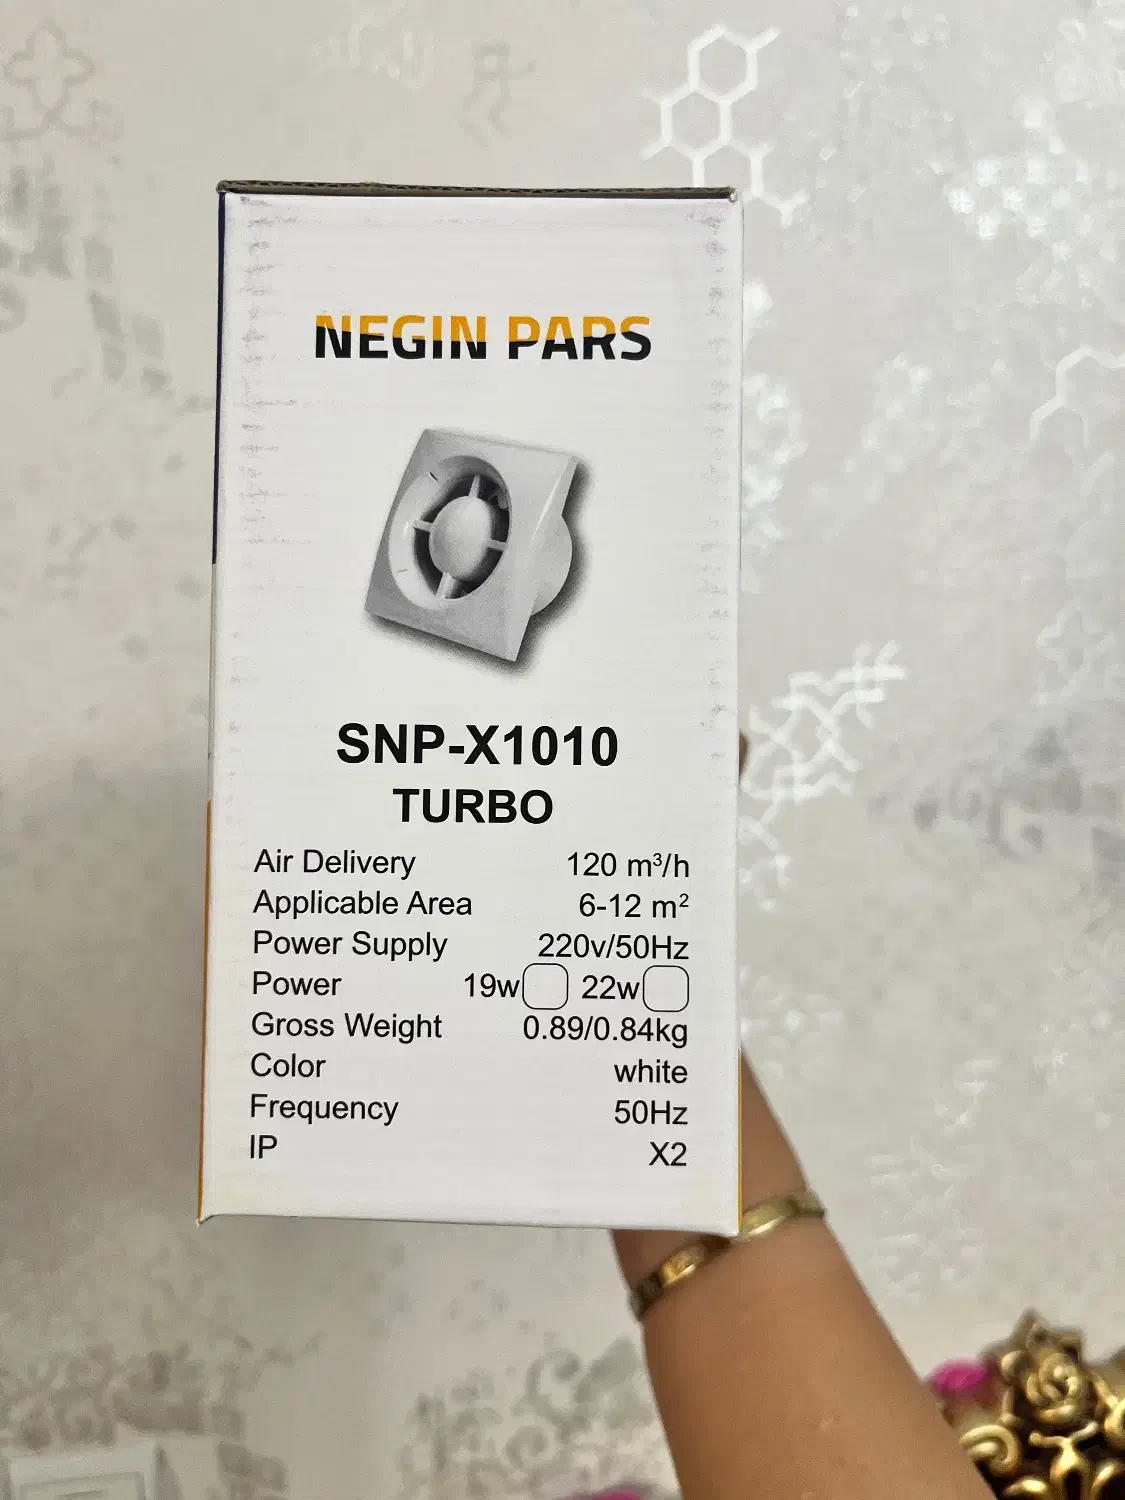 NEGIN PARS
SNP-X1010
TURBO
Air Delivery 120 m³/h
Applicable Area 6-12 m²
Power Supply 220v/50Hz
Power 19w 22w
Gross Weight 0.89/0.84kg
Color white
Frequency 50Hz
IP X2